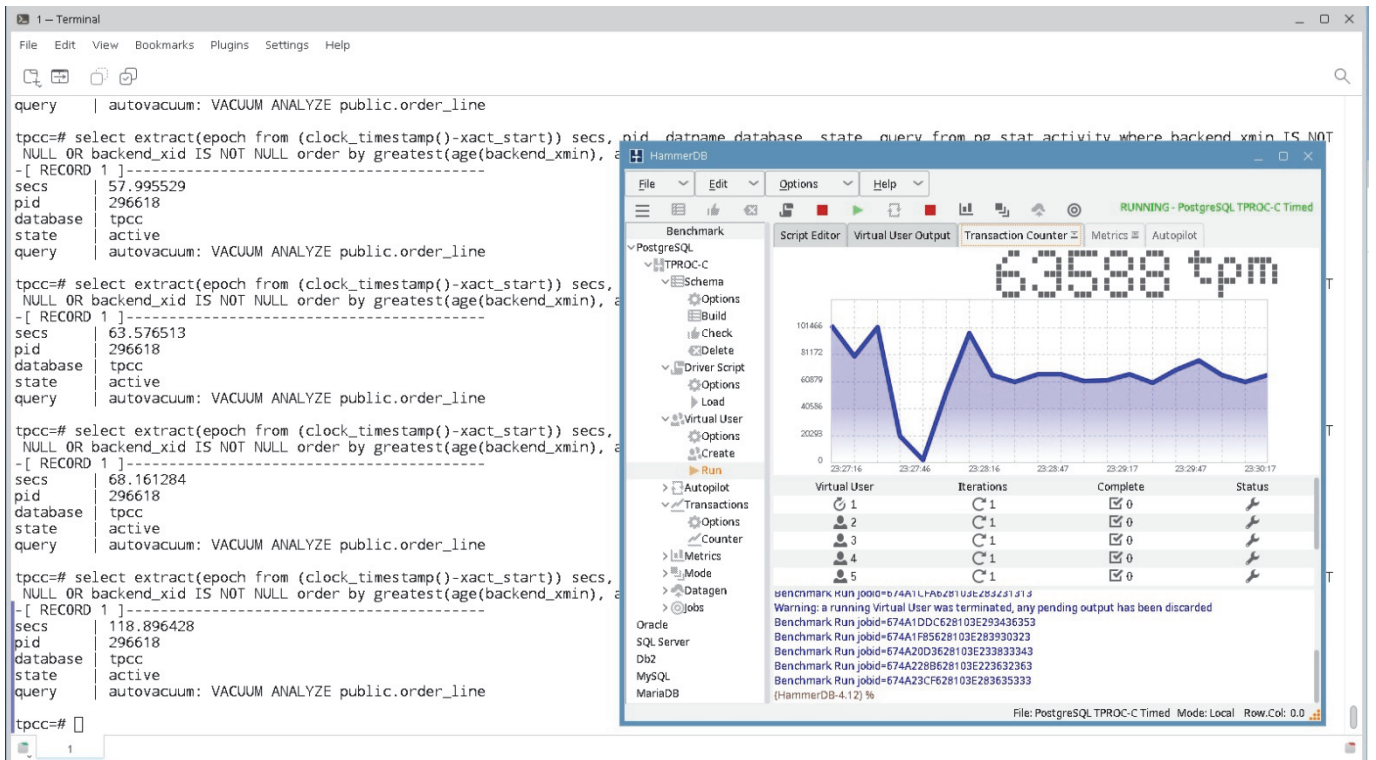 1 — Terminal
File Edit View Bookmarks Plugins Settings Help
query | autovacuum: VACUUM ANALYZE public.order_line
tpcc=# select extract(epoch from (clock_timestamp()-xact_start)) secs, pid, datname database, state, query from pg_stat_activity where backend_xmin IS NOT
NULL OR backend_xid IS NOT NULL order by greatest(age(backend_xmin), a
-[ RECORD 1 ]------------------------------------------
secs | 57.995529
pid | 296618
database | tpcc
state | active
query | autovacuum: VACUUM ANALYZE public.order_line
tpcc=# select extract(epoch from (clock_timestamp()-xact_start)) secs,
T
NULL OR backend_xid IS NOT NULL order by greatest(age(backend_xmin), a
-[ RECORD 1 ]------------------------------------------
secs | 63.576513
pid | 296618
database | tpcc
state | active
query | autovacuum: VACUUM ANALYZE public.order_line
tpcc=# select extract(epoch from (clock_timestamp()-xact_start)) secs,
T
NULL OR backend_xid IS NOT NULL order by greatest(age(backend_xmin), a
-[ RECORD 1 ]------------------------------------------
secs | 68.161284
pid | 296618
database | tpcc
state | active
query | autovacuum: VACUUM ANALYZE public.order_line
tpcc=# select extract(epoch from (clock_timestamp()-xact_start)) secs,
T
NULL OR backend_xid IS NOT NULL order by greatest(age(backend_xmin), a
-[ RECORD 1 ]------------------------------------------
secs | 118.896428
pid | 296618
database | tpcc
state | active
query | autovacuum: VACUUM ANALYZE public.order_line
tpcc=#
1
HammerDB
File Edit Options Help
RUNNING - PostgreSQL TPROC-C Timed
Benchmark
PostgreSQL
TPROC-C
Schema
Options
Build
Check
Delete
Driver Script
Options
Load
Virtual User
Options
Create
Run
Autopilot
Transactions
Options
Counter
Metrics
Mode
Datagen
Jobs
Oracle
SQL Server
Db2
MySQL
MariaDB
Script Editor Virtual User Output Transaction Counter Metrics Autopilot
63588 tpm
101466
81172
60879
40586
20293
0
23:27:16 23:27:46 23:28:16 23:28:47 23:29:17 23:29:47 23:30:17
Virtual User Iterations Complete Status
1 1 0
2 1 0
3 1 0
4 1 0
5 1 0
Benchmark Run jobid=674A1CFA628103E283231313
Warning: a running Virtual User was terminated, any pending output has been discarded
Benchmark Run jobid=674A1DDC628103E293436353
Benchmark Run jobid=674A1F85628103E283930323
Benchmark Run jobid=674A20D3628103E233833343
Benchmark Run jobid=674A228B628103E223632363
Benchmark Run jobid=674A23CF628103E283635333
(HammerDB-4.12) %
File: PostgreSQL TPROC-C Timed Mode: Local Row.Col: 0.0